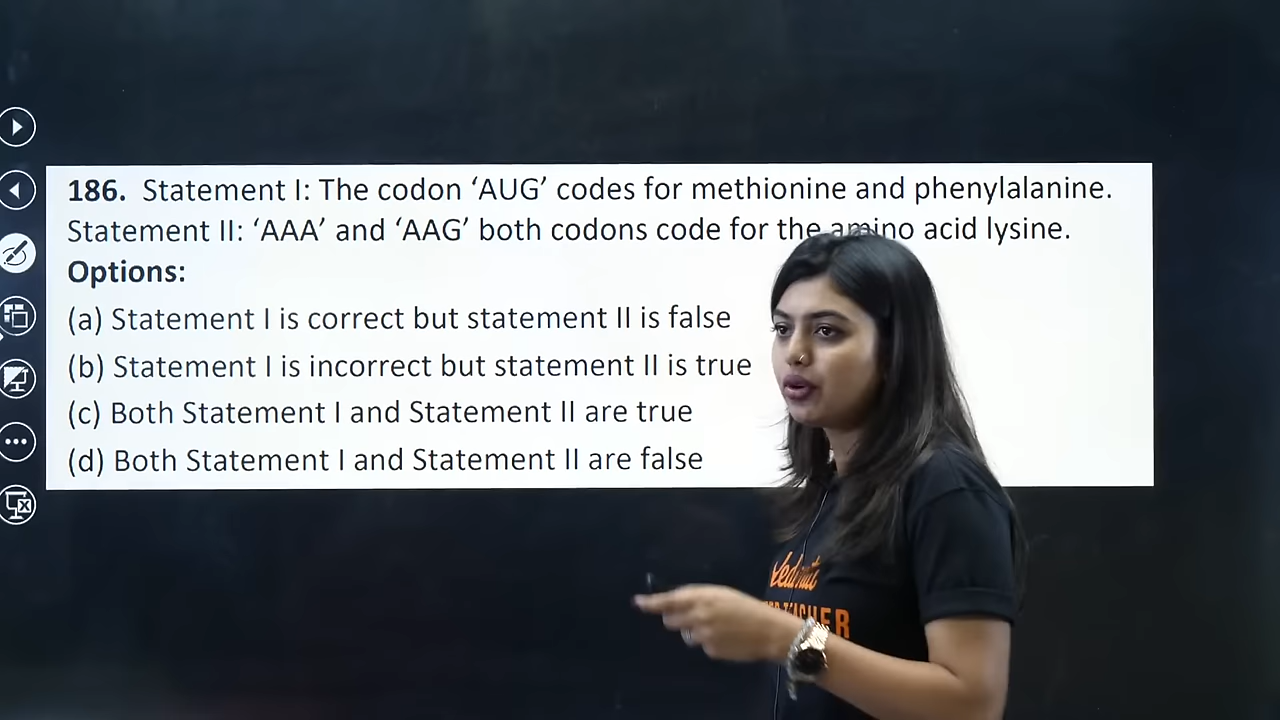 186. Statement I: The codon ‘AUG’ codes for methionine and phenylalanine.
Statement II: ‘AAA’ and ‘AAG’ both codons code for the amino acid lysine.
Options:
(a) Statement I is correct but statement II is false
(b) Statement I is incorrect but statement II is true
(c) Both Statement I and Statement II are true
(d) Both Statement I and Statement II are false